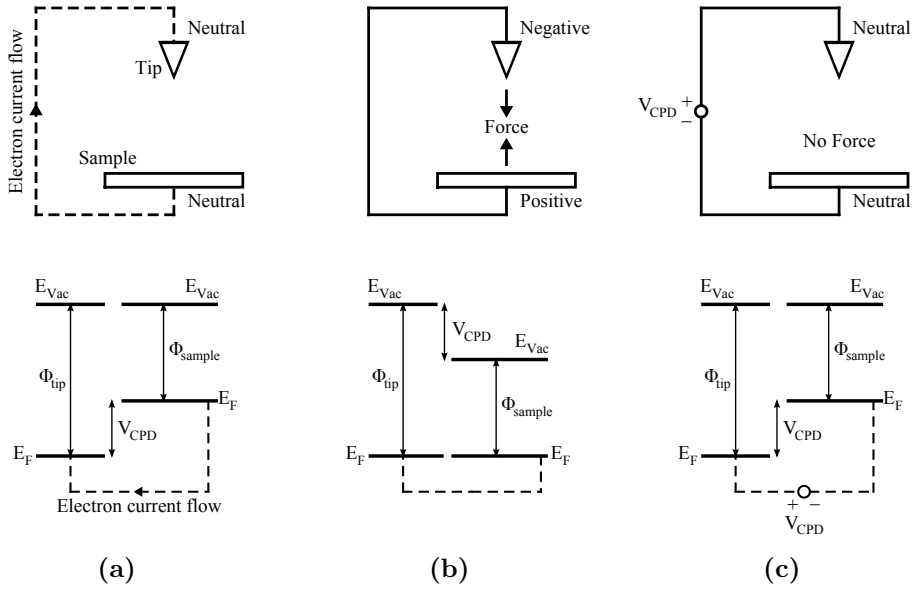 Neutral
Tip
Electron current flow
Sample
Neutral
E_Vac
E_Vac
Φ_tip
Φ_sample
E_F
V_CPD
E_F
Electron current flow
(a)
Negative
Force
Positive
E_Vac
V_CPD
E_Vac
Φ_tip
Φ_sample
E_F
E_F
(b)
Neutral
V_CPD
+
−
No Force
Neutral
E_Vac
E_Vac
Φ_tip
Φ_sample
E_F
V_CPD
E_F
+ −
V_CPD
(c)